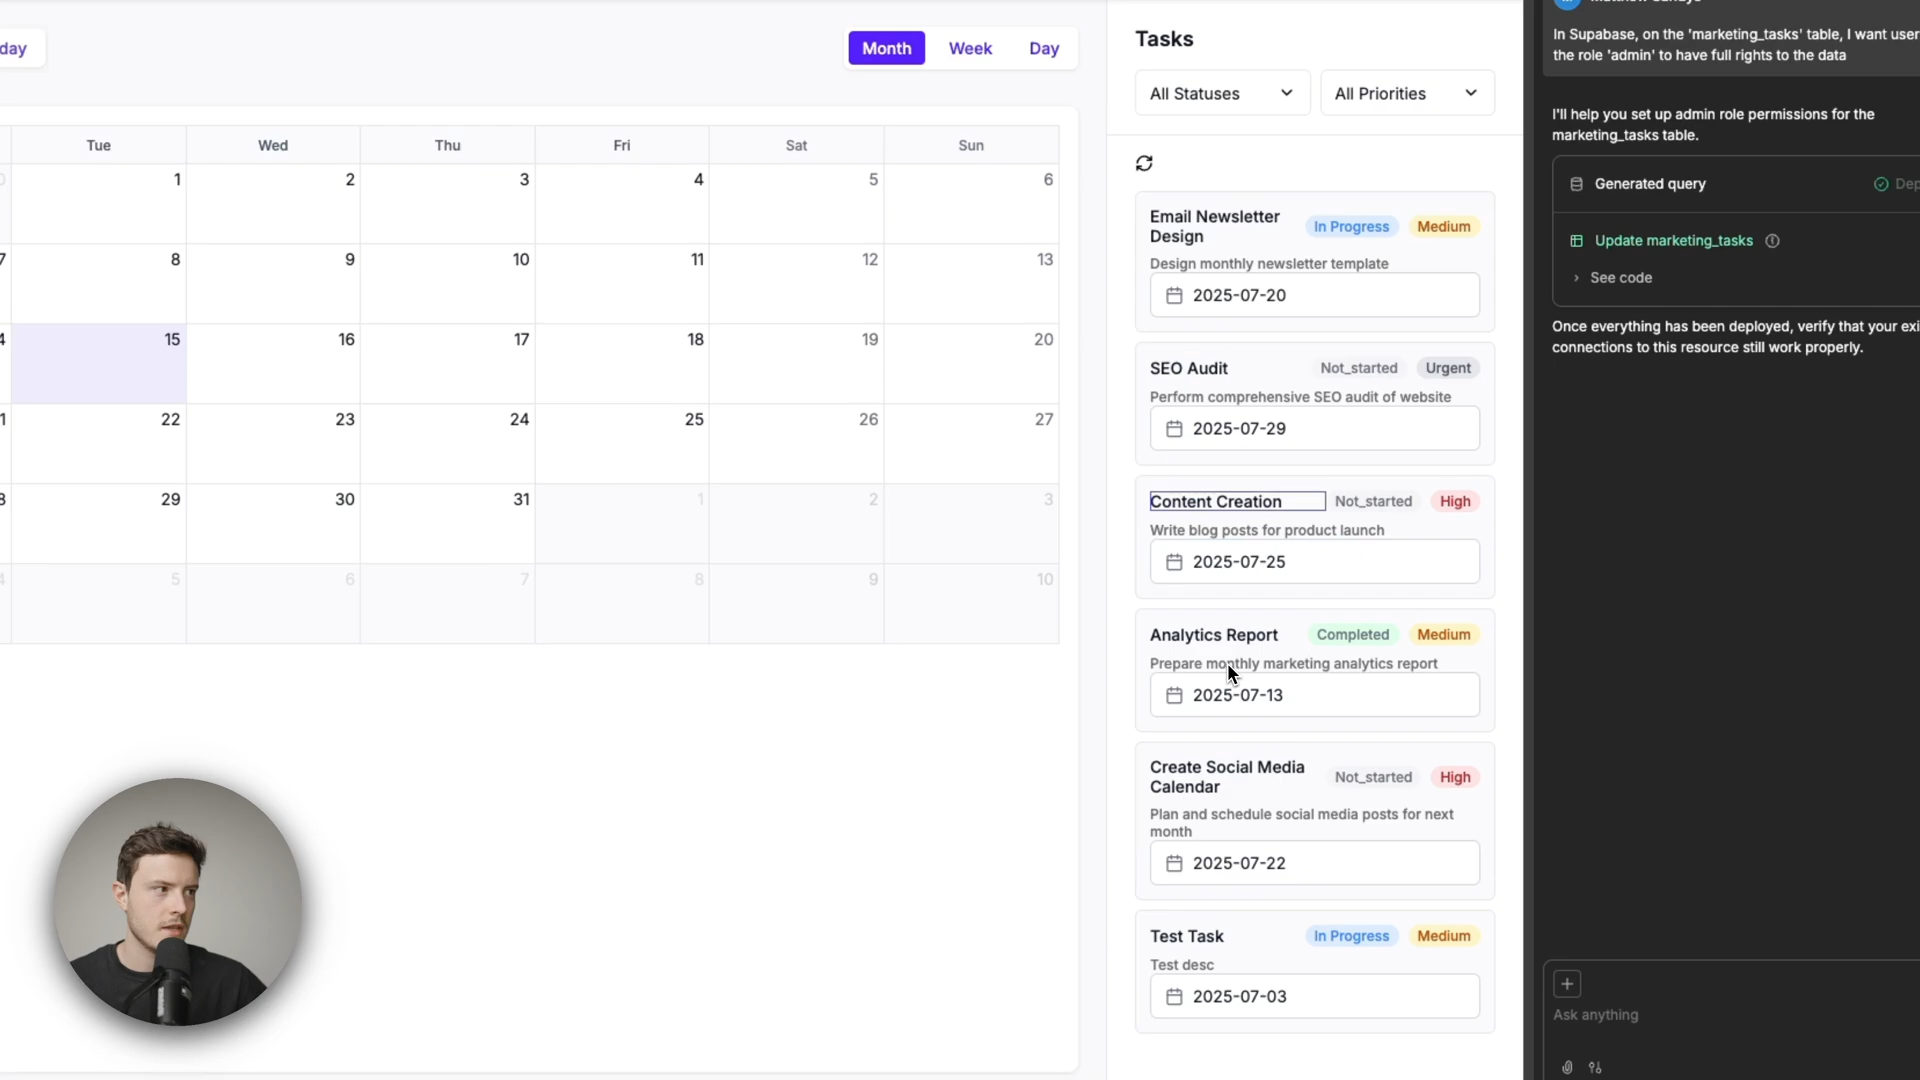 day
Month
Week
Day
Tue
Wed
Thu
Fri
Sat
Sun
0
1
2
3
4
5
6
7
8
9
10
11
12
13
4
15
16
17
18
19
20
1
22
23
24
25
26
27
8
29
30
31
1
2
3
4
5
6
7
8
9
10
Tasks
All Statuses
All Priorities
Email Newsletter
Design
In Progress
Medium
Design monthly newsletter template
2025-07-20
SEO Audit
Not_started
Urgent
Perform comprehensive SEO audit of website
2025-07-29
Content Creation
Not_started
High
Write blog posts for product launch
2025-07-25
Analytics Report
Completed
Medium
Prepare monthly marketing analytics report
2025-07-13
Create Social Media
Calendar
Not_started
High
Plan and schedule social media posts for next
month
2025-07-22
Test Task
In Progress
Medium
Test desc
2025-07-03
In Supabase, on the 'marketing_tasks' table, I want user
the role 'admin' to have full rights to the data
I'll help you set up admin role permissions for the
marketing_tasks table.
Generated query
Dep
Update marketing_tasks
See code
Once everything has been deployed, verify that your exi
connections to this resource still work properly.
Ask anything